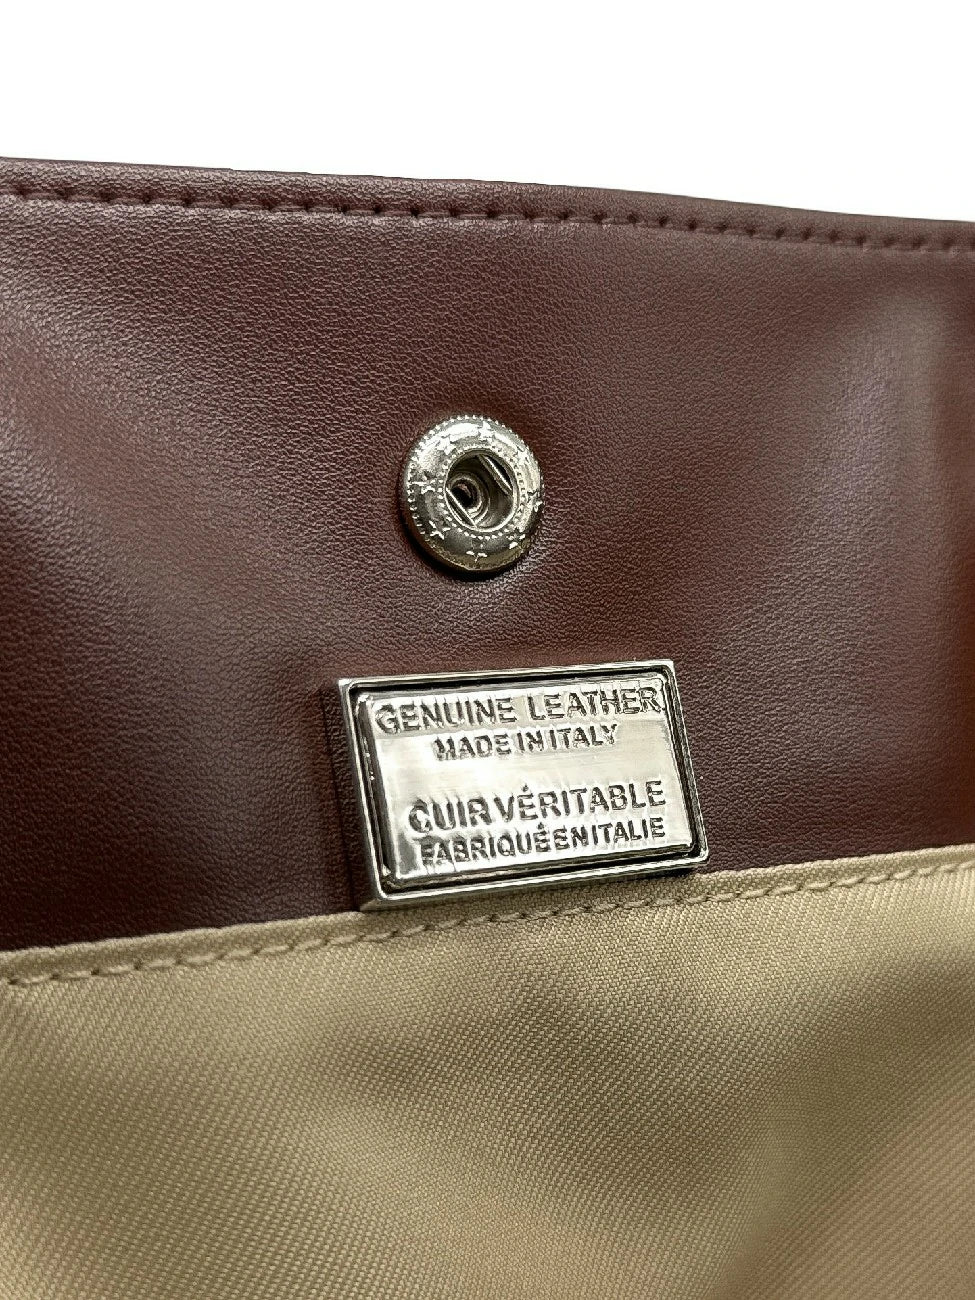 GENUINE LEATHER
MADE IN ITALY
CUIR VÉRITABLE
FABRIQUÉ EN ITALIE